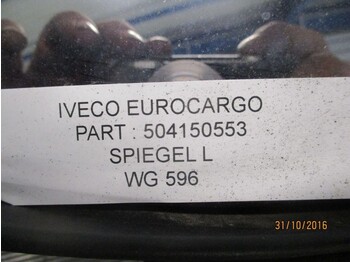 IVECO EUROCARGO
PART : 504150553
SPIEGEL L
WG 596
31/10/2016